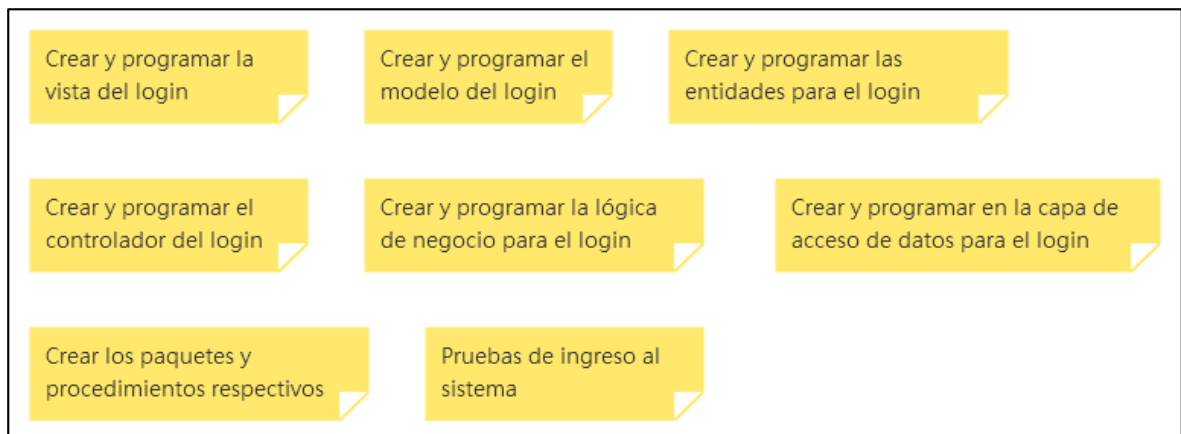 Crear y programar la
vista del login
Crear y programar el
modelo del login
Crear y programar las
entidades para el login
Crear y programar el
controlador del login
Crear y programar la lógica
de negocio para el login
Crear y programar en la capa de
acceso de datos para el login
Crear los paquetes y
procedimientos respectivos
Pruebas de ingreso al
sistema